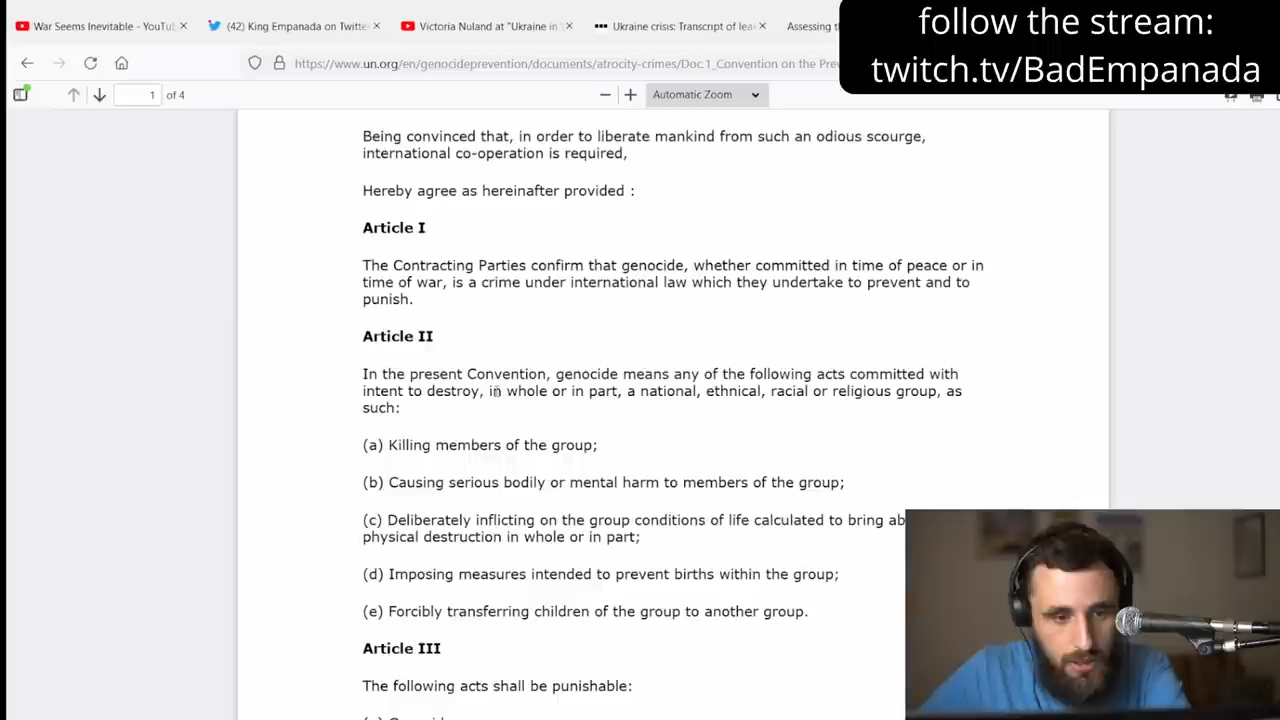 War Seems Inevitable - YouTu
(42) King Empanada on Twitte
Victoria Nuland at "Ukraine in
Ukraine crisis: Transcript of lea
Assessing th
follow the stream:
twitch.tv/BadEmpanada
https://www.un.org/en/genocideprevention/documents/atrocity-crimes/Doc.1_Convention on the Prev
1 of 4
Automatic Zoom
Being convinced that, in order to liberate mankind from such an odious scourge,
international co-operation is required,
Hereby agree as hereinafter provided :
Article I
The Contracting Parties confirm that genocide, whether committed in time of peace or in
time of war, is a crime under international law which they undertake to prevent and to
punish.
Article II
In the present Convention, genocide means any of the following acts committed with
intent to destroy, in whole or in part, a national, ethnical, racial or religious group, as
such:
(a) Killing members of the group;
(b) Causing serious bodily or mental harm to members of the group;
(c) Deliberately inflicting on the group conditions of life calculated to bring ab
physical destruction in whole or in part;
(d) Imposing measures intended to prevent births within the group;
(e) Forcibly transferring children of the group to another group.
Article III
The following acts shall be punishable: